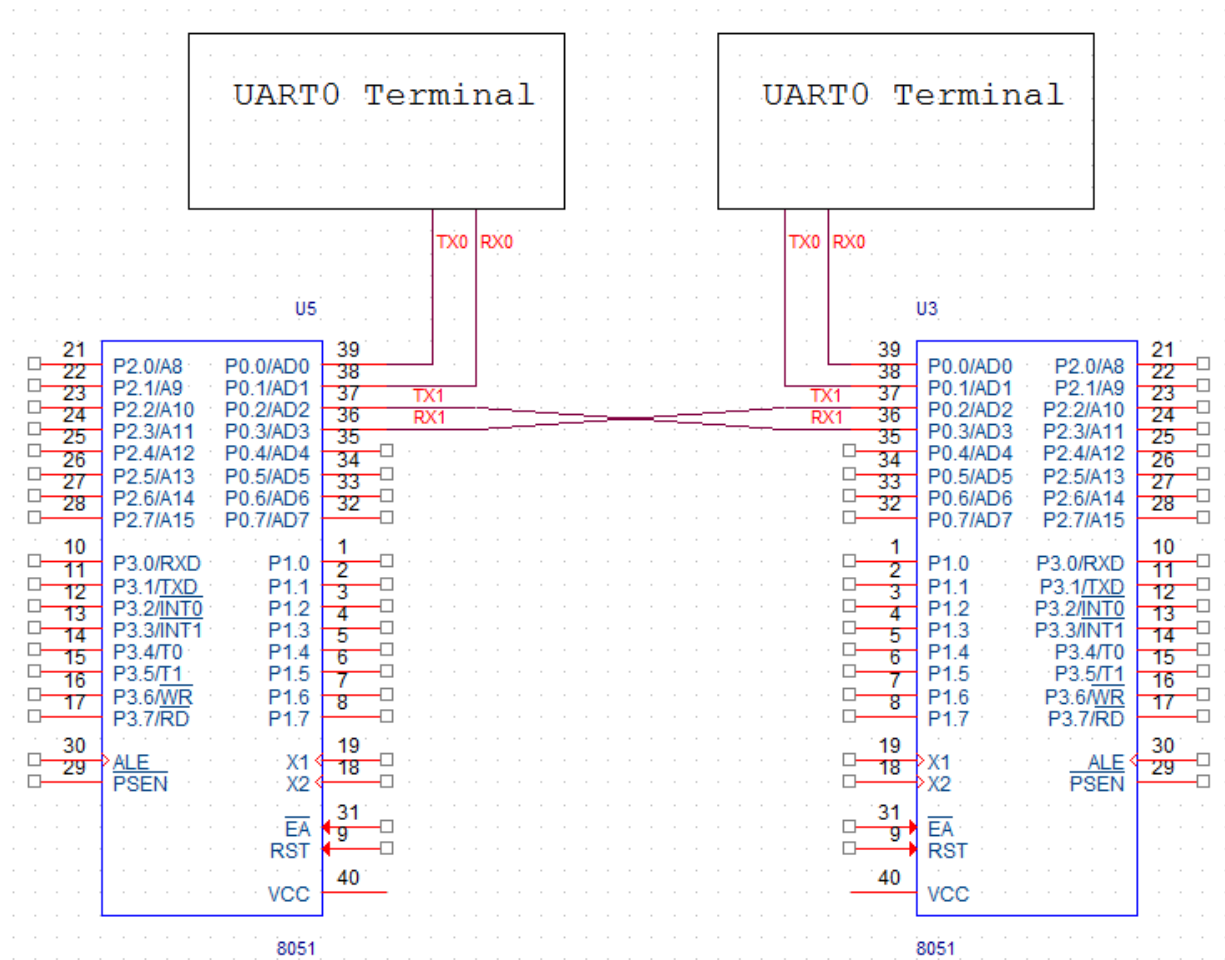 UART0 Terminal
UART0 Terminal
TX0 RX0
TX0 RX0
U5
U3
21 P2.0/A8 P0.0/AD0 39
22 P2.1/A9 P0.1/AD1 38
23 P2.2/A10 P0.2/AD2 37 TX1
24 P2.3/A11 P0.3/AD3 36 RX1
25 P2.4/A12 P0.4/AD4 35
26 P2.5/A13 P0.5/AD5 34
27 P2.6/A14 P0.6/AD6 33
28 P2.7/A15 P0.7/AD7 32
10 P3.0/RXD P1.0 1
11 P3.1/TXD P1.1 2
12 P3.2/INT0 P1.2 3
13 P3.3/INT1 P1.3 4
14 P3.4/T0 P1.4 5
15 P3.5/T1 P1.5 6
16 P3.6/WR P1.6 7
17 P3.7/RD P1.7 8
30 ALE X1 19
29 PSEN X2 18
EA 31
RST 9
VCC 40
8051
39 P0.0/AD0 P2.0/A8 21
38 P0.1/AD1 P2.1/A9 22
TX1 37 P0.2/AD2 P2.2/A10 23
RX1 36 P0.3/AD3 P2.3/A11 24
35 P0.4/AD4 P2.4/A12 25
34 P0.5/AD5 P2.5/A13 26
33 P0.6/AD6 P2.6/A14 27
32 P0.7/AD7 P2.7/A15 28
1 P1.0 P3.0/RXD 10
2 P1.1 P3.1/TXD 11
3 P1.2 P3.2/INT0 12
4 P1.3 P3.3/INT1 13
5 P1.4 P3.4/T0 14
6 P1.5 P3.5/T1 15
7 P1.6 P3.6/WR 16
8 P1.7 P3.7/RD 17
19 X1 ALE 30
18 X2 PSEN 29
31 EA
9 RST
40 VCC
8051